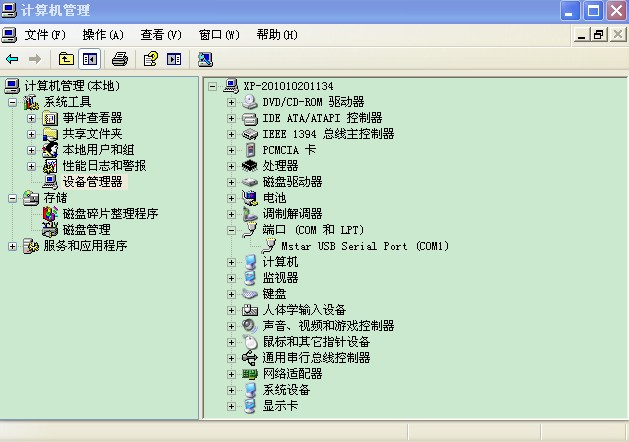 计算机管理
文件(F) 操作(A) 查看(V) 窗口(W) 帮助(H)
计算机管理(本地)
系统工具
事件查看器
共享文件夹
本地用户和组
性能日志和警报
设备管理器
存储
磁盘碎片整理程序
磁盘管理
服务和应用程序
XP-201010201134
DVD/CD-ROM 驱动器
IDE ATA/ATAPI 控制器
IEEE 1394 总线主控制器
PCMCIA 卡
处理器
磁盘驱动器
电池
调制解调器
端口 (COM 和 LPT)
Mstar USB Serial Port (COM1)
计算机
监视器
键盘
人体学输入设备
声音、视频和游戏控制器
鼠标和其它指针设备
通用串行总线控制器
网络适配器
系统设备
显示卡